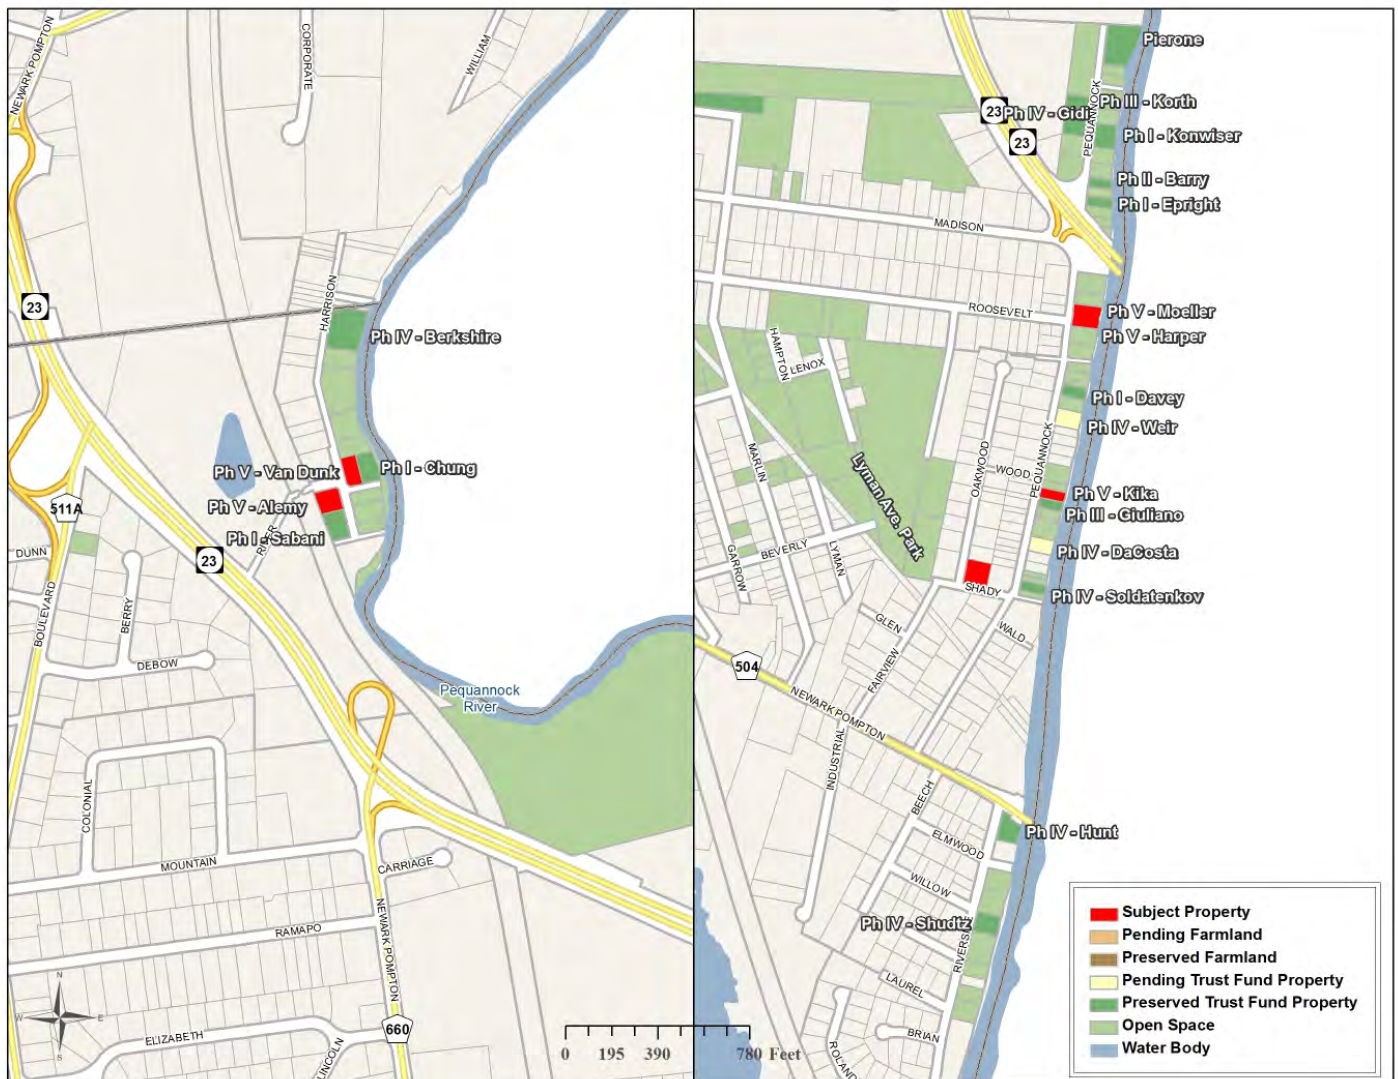 NEWARK POMPTON
CORPORATE
WILLIAM
23
HARRISON
Ph IV - Berkshire
Ph V - Van Dunk
Ph I - Chung
Ph V - Alemy
Ph I - Sabani
RIVER
511A
23
DUNN
BOULEVARD
BERRY
DEBOW
Pequannock
River
COLONIAL
MOUNTAIN
CARRIAGE
RAMAPO
NEWARK POMPTON
ELIZABETH
LINCOLN
660
N
W
E
S
0 195 390 780 Feet
Pierone
PEQUANNOCK
23
Ph IV - Gidi
Ph III - Korth
23
Ph I - Konwiser
Ph II - Barry
Ph I - Epright
MADISON
ROOSEVELT
Ph V - Moeller
Ph V - Harper
HAMPTON
LENOX
Ph I - Davey
Ph IV - Weir
MARLIN
OAKWOOD
WOOD
PEQUANNOCK
Ph V - Kika
Ph III - Giuliano
Lyman Ave. Park
GARROW
BEVERLY
LYMAN
Ph IV - DaCosta
SHADY
Ph IV - Soldatenkov
GLEN
WALD
FAIRVIEW
504
NEWARK POMPTON
INDUSTRIAL
BEECH
Ph IV - Hunt
ELMWOOD
WILLOW
Ph IV - Shudtz
LAUREL
BRIAN
Subject Property
Pending Farmland
Preserved Farmland
Pending Trust Fund Property
Preserved Trust Fund Property
Open Space
Water Body